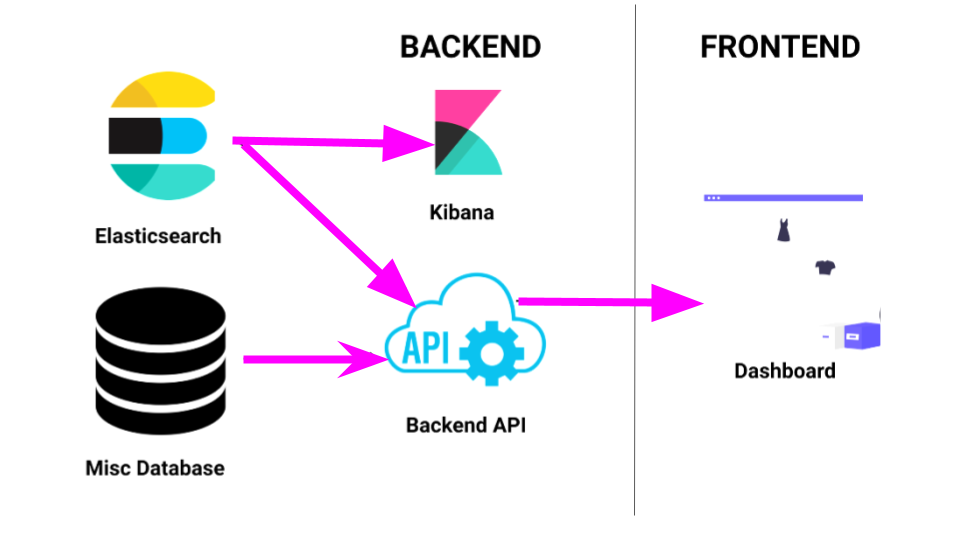 BACKEND
FRONTEND
Elasticsearch
Kibana
API
Dashboard
Backend API
Misc Database